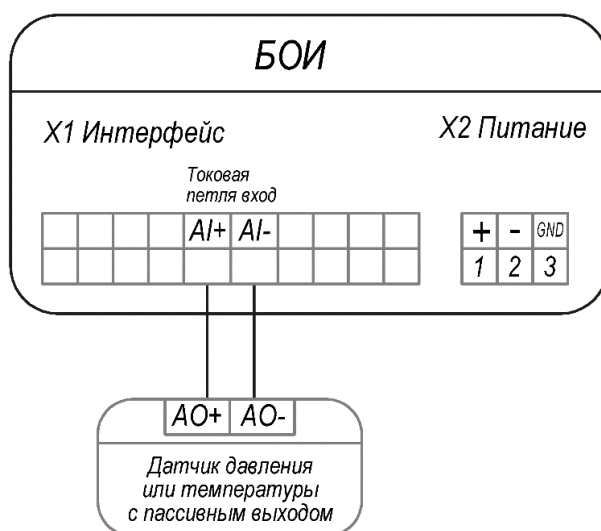 БОИ
X1 Интерфейс
X2 Питание
Токовая
петля вход
AI+ AI-
+ - GND
1 2 3
AO+ AO-
Датчик давления
или температуры
с пассивным выходом